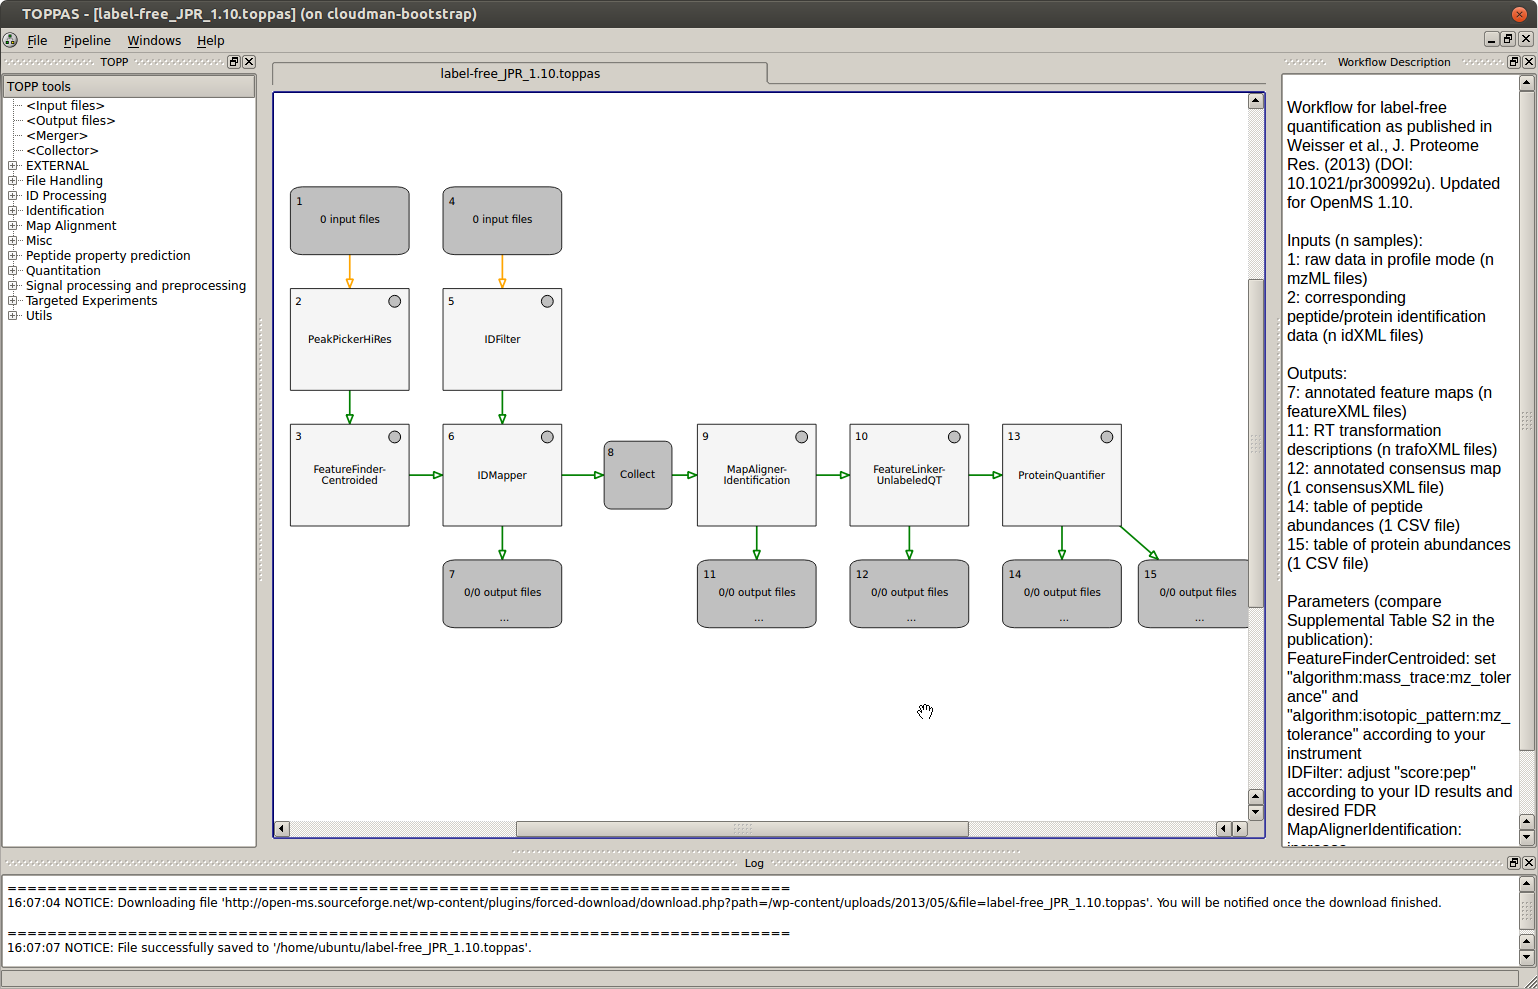 TOPPAS - [label-free_JPR_1.10.toppas] (on cloudman-bootstrap)
File Pipeline Windows Help
TOPP
TOPP tools
<Input files>
<Output files>
<Merger>
<Collector>
EXTERNAL
File Handling
ID Processing
Identification
Map Alignment
Misc
Peptide property prediction
Quantitation
Signal processing and preprocessing
Targeted Experiments
Utils
label-free_JPR_1.10.toppas
1
0 input files
4
0 input files
2
PeakPickerHiRes
5
IDFilter
3
FeatureFinder-
Centroided
6
IDMapper
8
Collect
9
MapAligner-
Identification
10
FeatureLinker-
UnlabeledQT
13
ProteinQuantifier
7
0/0 output files
...
11
0/0 output files
...
12
0/0 output files
...
14
0/0 output files
...
15
0/0 output files
...
Workflow Description
Workflow for label-free
quantification as published in
Weisser et al., J. Proteome
Res. (2013) (DOI:
10.1021/pr300992u). Updated
for OpenMS 1.10.
Inputs (n samples):
1: raw data in profile mode (n
mzML files)
2: corresponding
peptide/protein identification
data (n idXML files)
Outputs:
7: annotated feature maps (n
featureXML files)
11: RT transformation
descriptions (n trafoXML files)
12: annotated consensus map
(1 consensusXML file)
14: table of peptide
abundances (1 CSV file)
15: table of protein abundances
(1 CSV file)
Parameters (compare
Supplemental Table S2 in the
publication):
FeatureFinderCentroided: set
"algorithm:mass_trace:mz_toler
ance" and
"algorithm:isotopic_pattern:mz_
tolerance" according to your
instrument
IDFilter: adjust "score:pep"
according to your ID results and
desired FDR
MapAlignerIdentification:
Log
==============================================================================
16:07:04 NOTICE: Downloading file 'http://open-ms.sourceforge.net/wp-content/plugins/forced-download/download.php?path=/wp-content/uploads/2013/05/&file=label-free_JPR_1.10.toppas'. You will be notified once the download finished.
==============================================================================
16:07:07 NOTICE: File successfully saved to '/home/ubuntu/label-free_JPR_1.10.toppas'.